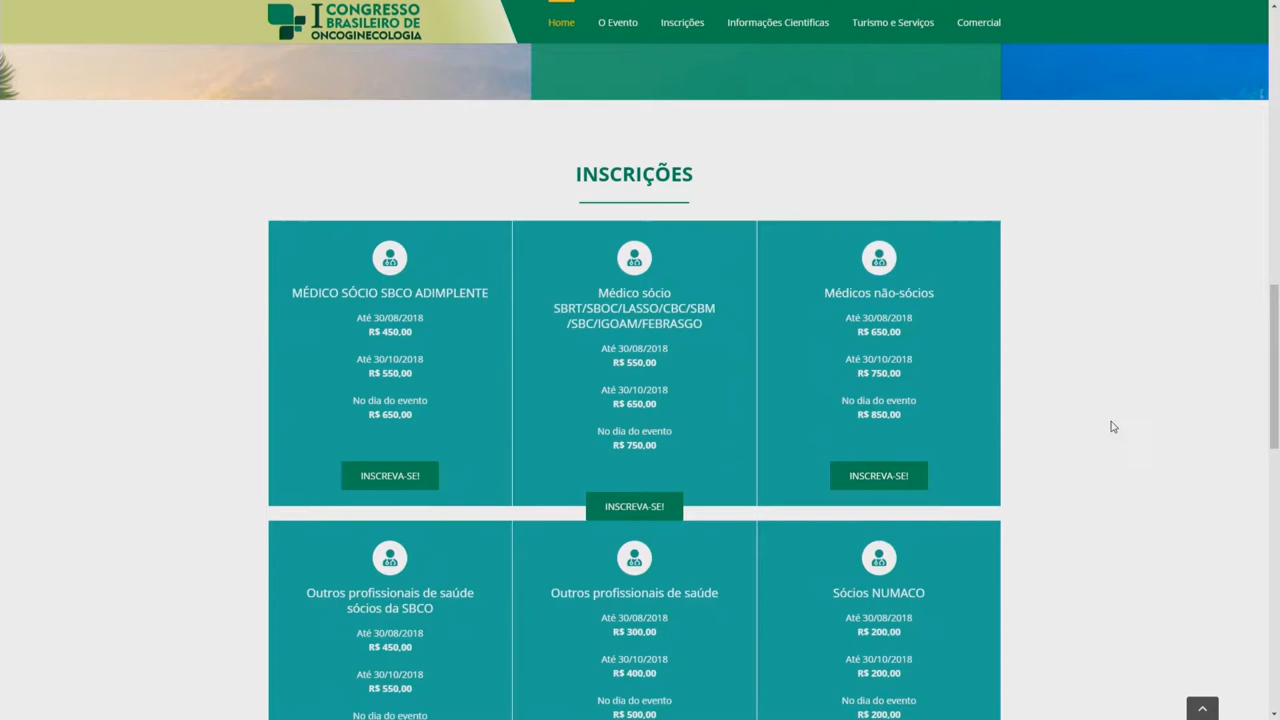 I CONGRESSO
BRASILEIRO DE
ONCOGINECOLOGIA
Home O Evento Inscrições Informações Cientificas Turismo e Serviços Comercial
INSCRIÇÕES
MÉDICO SÓCIO SBCO ADIMPLENTE
Até 30/08/2018
R$ 450,00
Até 30/10/2018
R$ 550,00
No dia do evento
R$ 650,00
INSCREVA-SE!
Médico sócio
SBRT/SBOC/LASSO/CBC/SBM
/SBC/IGOAM/FEBRASGO
Até 30/08/2018
R$ 550,00
Até 30/10/2018
R$ 650,00
No dia do evento
R$ 750,00
INSCREVA-SE!
Médicos não-sócios
Até 30/08/2018
R$ 650,00
Até 30/10/2018
R$ 750,00
No dia do evento
R$ 850,00
INSCREVA-SE!
Outros profissionais de saúde
sócios da SBCO
Até 30/08/2018
R$ 450,00
Até 30/10/2018
R$ 550,00
No dia do evento
Outros profissionais de saúde
Até 30/08/2018
R$ 300,00
Até 30/10/2018
R$ 400,00
No dia do evento
R$ 500,00
Sócios NUMACO
Até 30/08/2018
R$ 200,00
Até 30/10/2018
R$ 200,00
No dia do evento
R$ 200,00